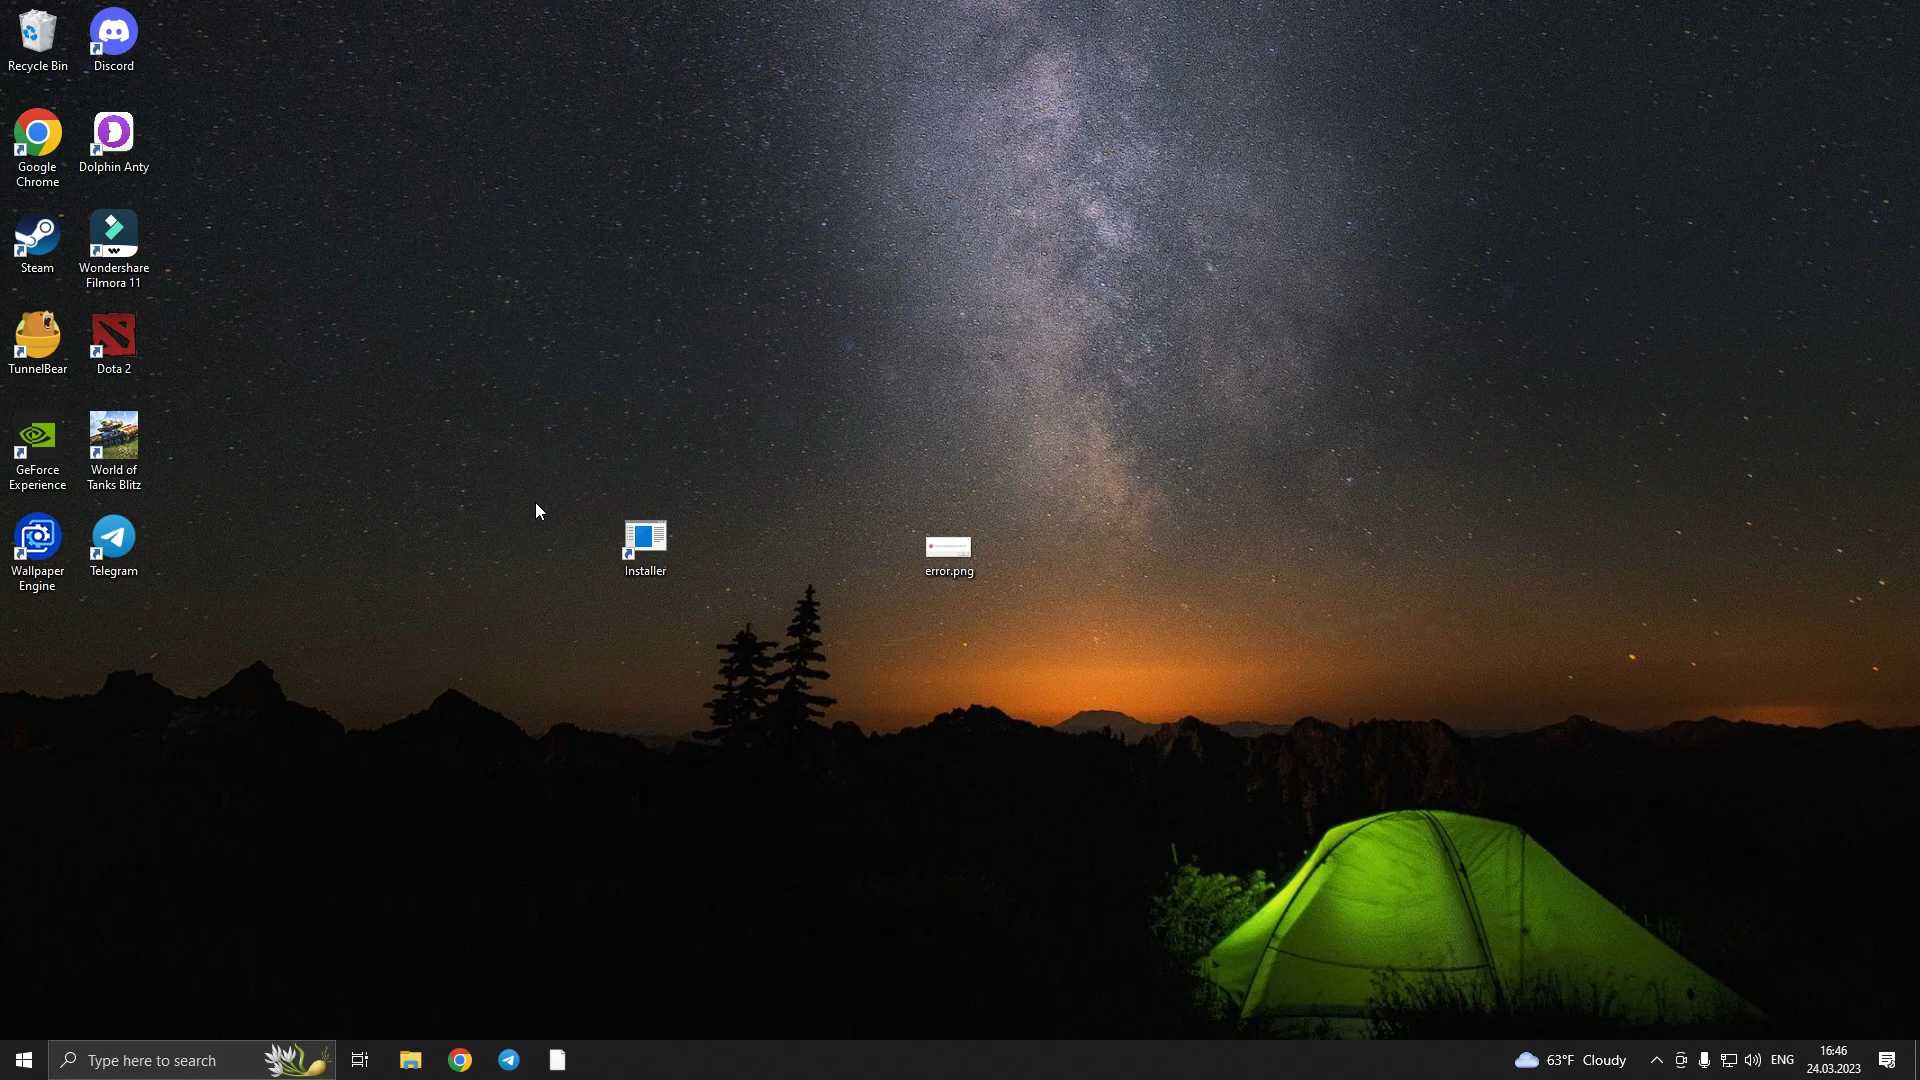 Recycle Bin
Discord
Google
Chrome
Dolphin Anty
Steam
Wondershare
Filmora 11
TunnelBear
Dota 2
GeForce
Experience
World of
Tanks Blitz
Wallpaper
Engine
Telegram
Installer
error.png
Type here to search
63°F Cloudy
ENG
16:46
24.03.2023